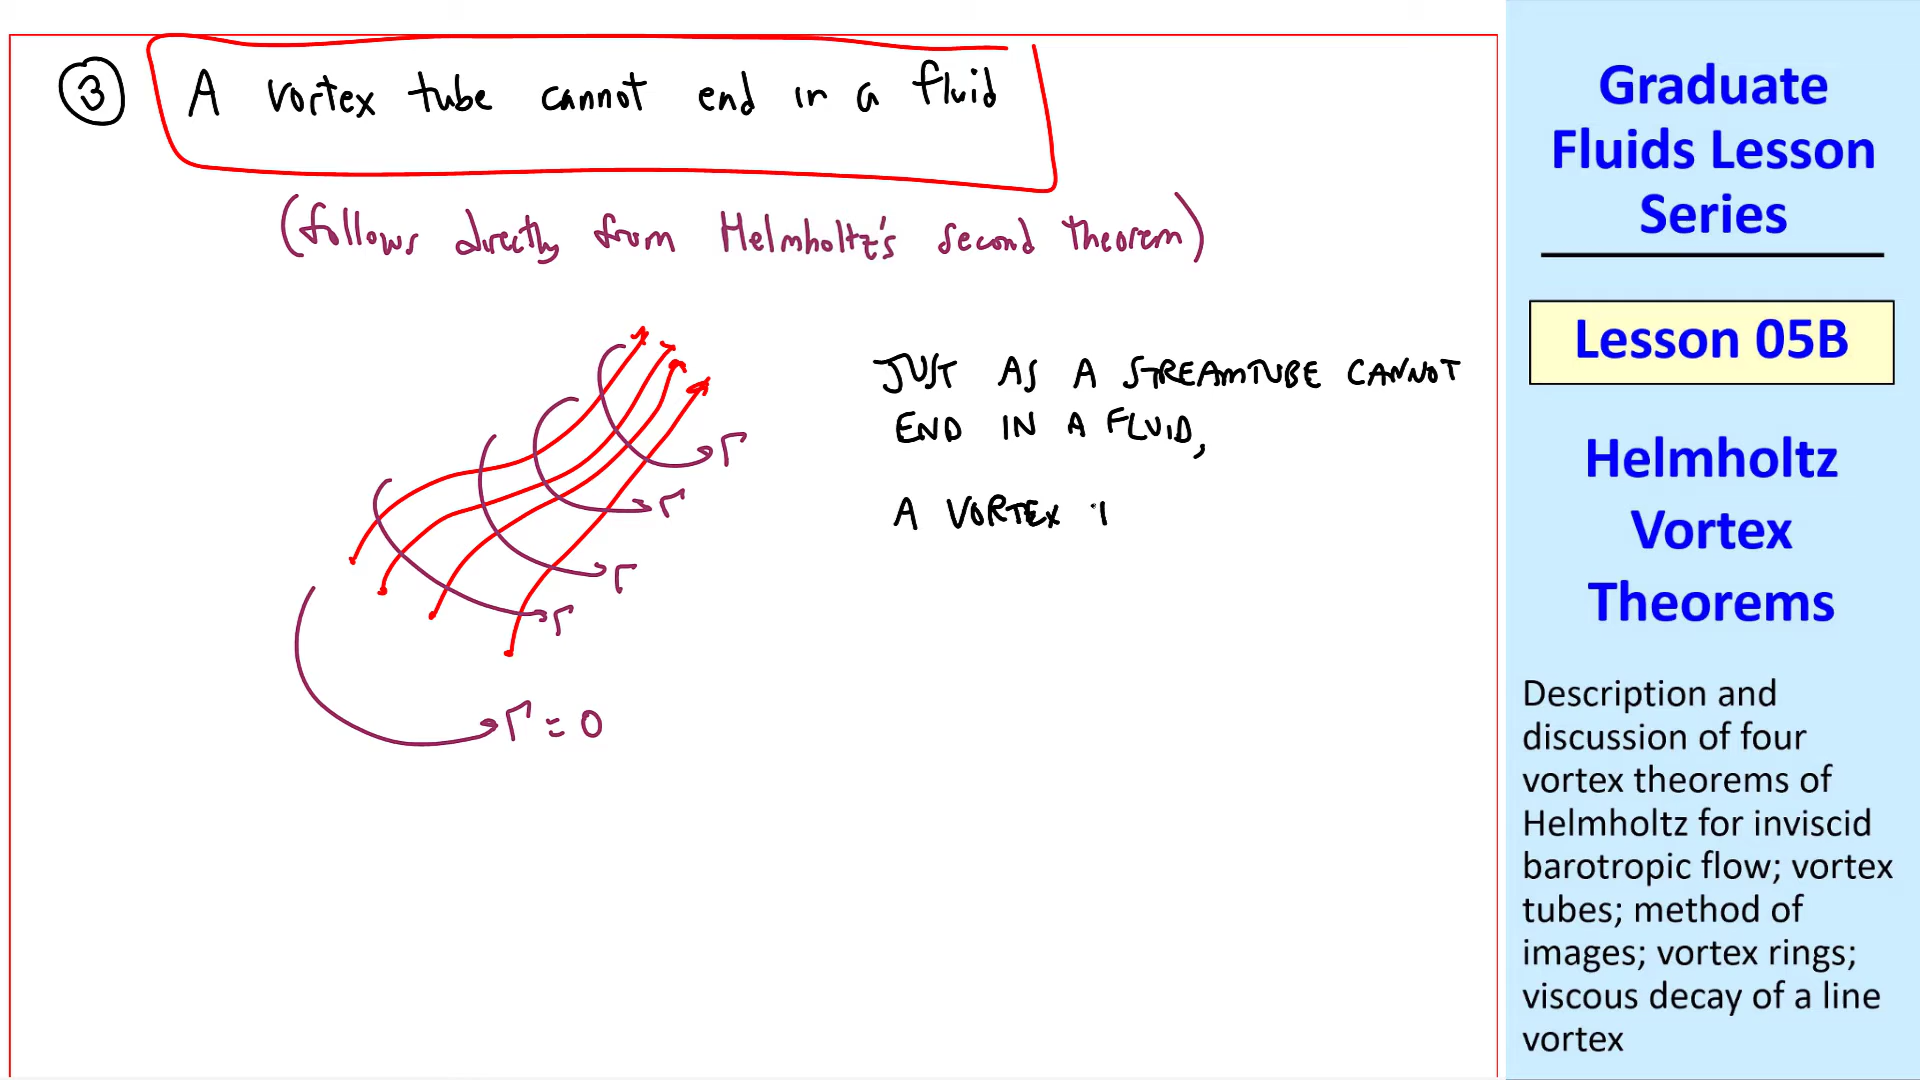 ③ A vortex tube cannot end in a fluid
(follows directly from Helmholtz's second theorem)
Γ
Γ
Γ
Γ
Γ = 0
JUST AS A STREAMTUBE CANNOT
END IN A FLUID,
A VORTEX
Graduate
Fluids Lesson
Series
Lesson 05B
Helmholtz
Vortex
Theorems
Description and
discussion of four
vortex theorems of
Helmholtz for inviscid
barotropic flow; vortex
tubes; method of
images; vortex rings;
viscous decay of a line
vortex